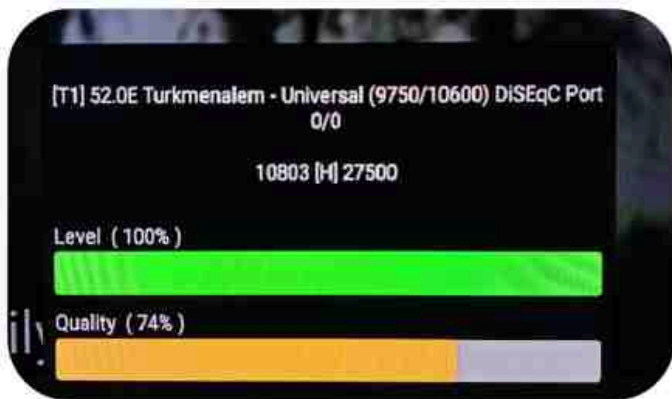 [T1] 52.0E Turkmenalem - Universal (9750/10600) DiSEqC Port
0/0
10803 [H] 27500
Level ( 100% )
Quality ( 74% )